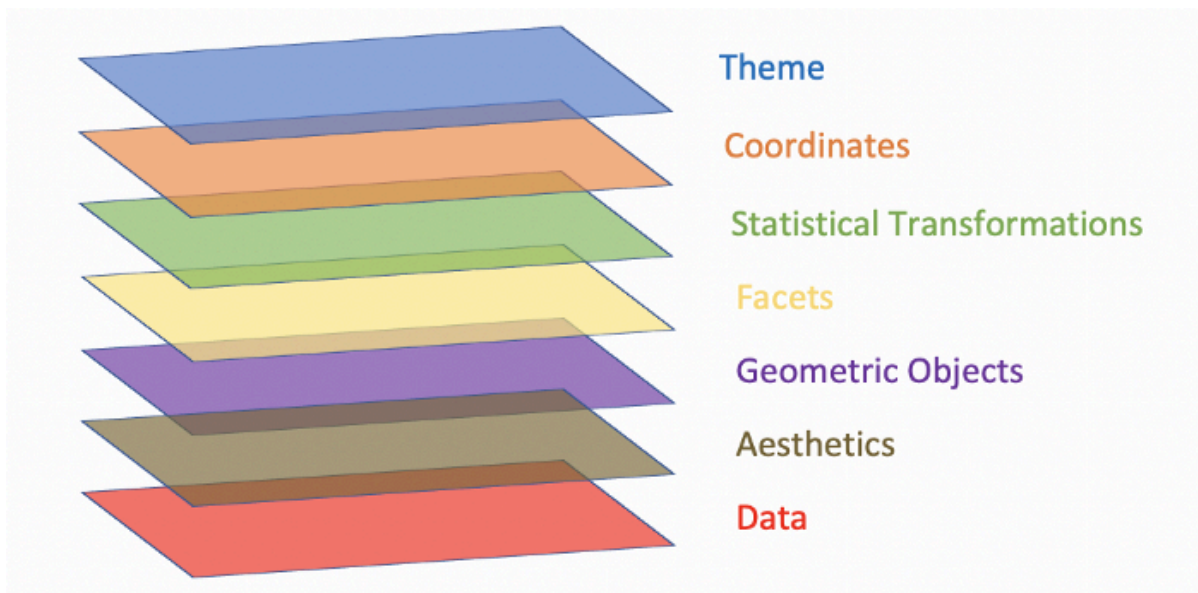 Theme
Coordinates
Statistical Transformations
Facets
Geometric Objects
Aesthetics
Data